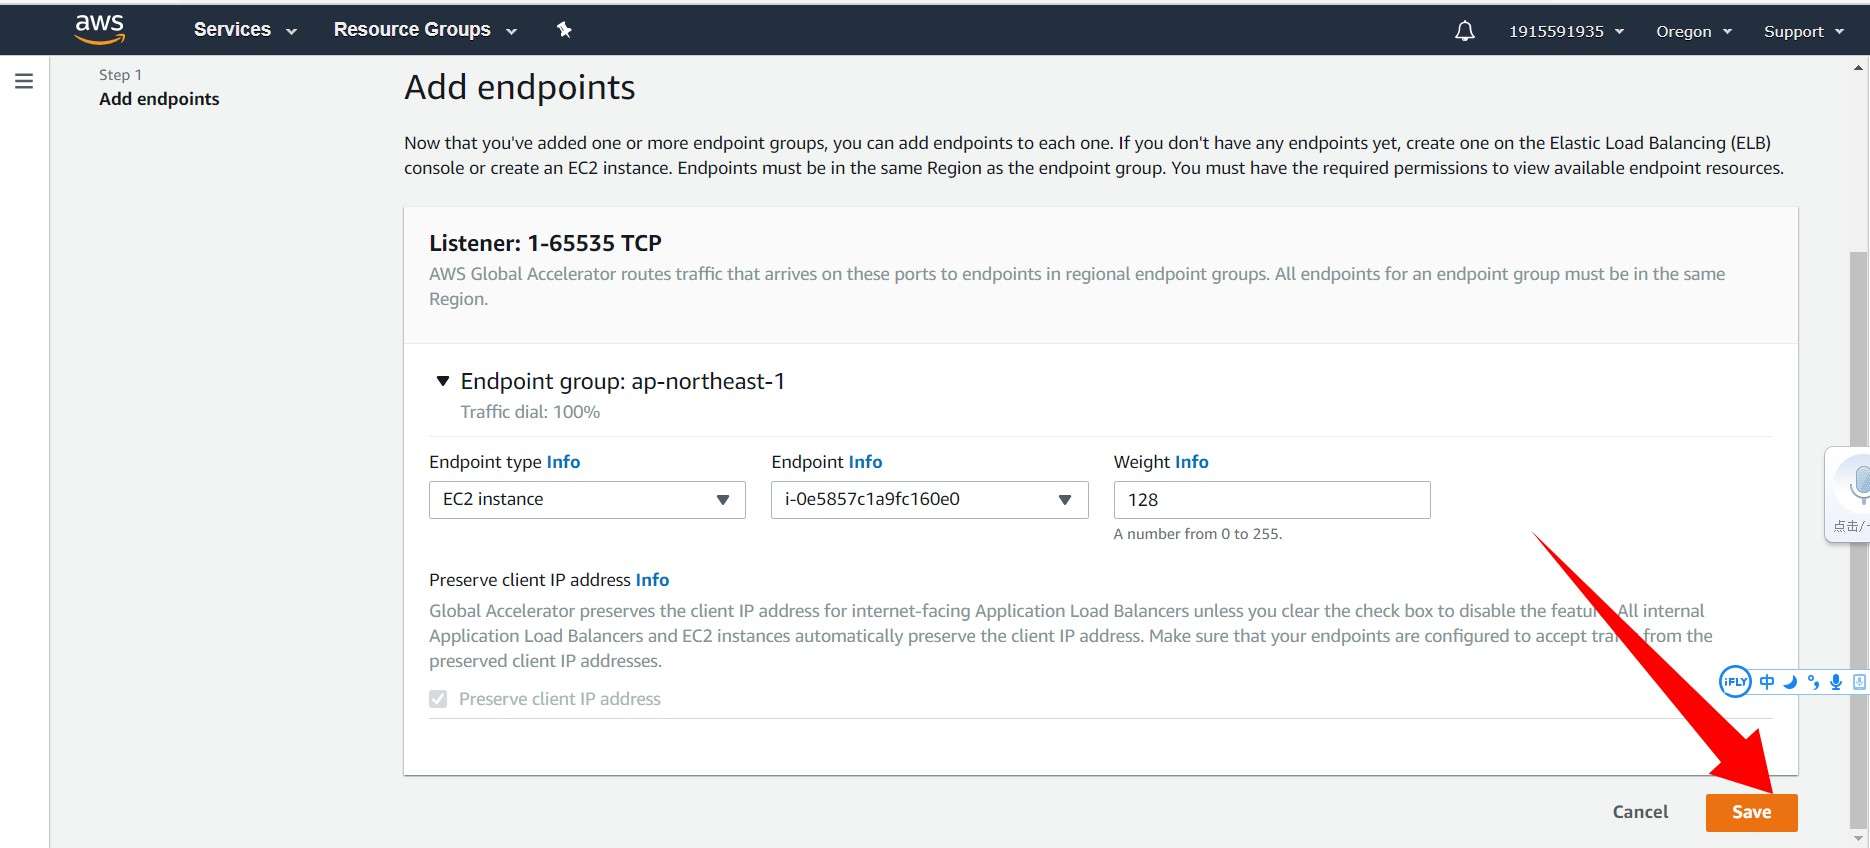 aws Services Resource Groups 1915591935 Oregon Support
Step 1
Add endpoints
Add endpoints
Now that you've added one or more endpoint groups, you can add endpoints to each one. If you don't have any endpoints yet, create one on the Elastic Load Balancing (ELB)
console or create an EC2 instance. Endpoints must be in the same Region as the endpoint group. You must have the required permissions to view available endpoint resources.
Listener: 1-65535 TCP
AWS Global Accelerator routes traffic that arrives on these ports to endpoints in regional endpoint groups. All endpoints for an endpoint group must be in the same
Region.
Endpoint group: ap-northeast-1
Traffic dial: 100%
Endpoint type Info Endpoint Info Weight Info
EC2 instance i-0e5857c1a9fc160e0 128
A number from 0 to 255.
点击/
Preserve client IP address Info
Global Accelerator preserves the client IP address for internet-facing Application Load Balancers unless you clear the check box to disable the featur All internal
Application Load Balancers and EC2 instances automatically preserve the client IP address. Make sure that your endpoints are configured to accept tra from the
preserved client IP addresses.
iFLY 中
Preserve client IP address
Cancel Save